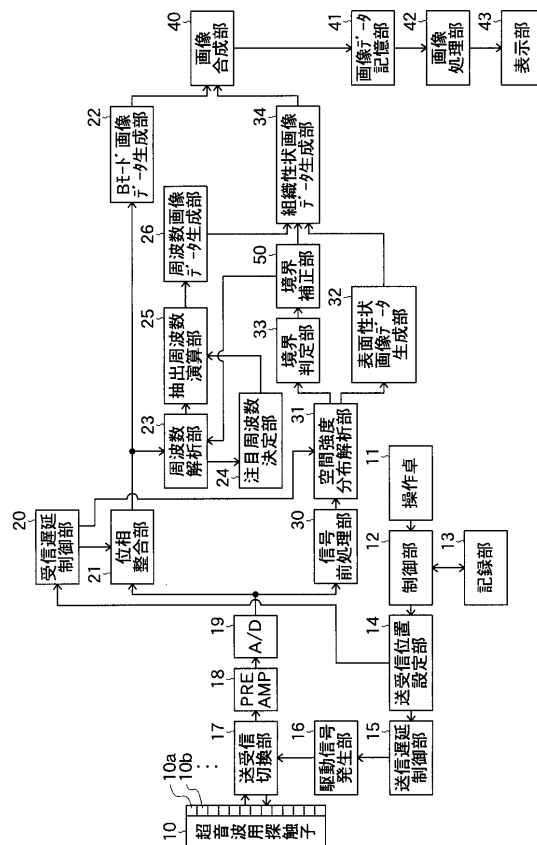 10
10a
10b
超音波用探触子
17
送受信
切換部
18
PRE
AMP
19
A/D
16
駆動信号
発生部
15
送信遅延
制御部
14
送受信位置
設定部
12
制御部
11
操作卓
13
記録部
20
受信遅延
制御部
21
位相
整合部
30
信号
前処理部
31
空間強度
分布解析部
23
周波数
解析部
24
注目周波数
決定部
25
抽出周波数
演算部
26
周波数画像
データ生成部
22
Bモード画像
データ生成部
33
境界
判定部
50
境界
補正部
32
表面性状
画像データ
生成部
34
組織性状画像
データ生成部
40
画像
合成部
41
画像データ
記憶部
42
画像
処理部
43
表示部